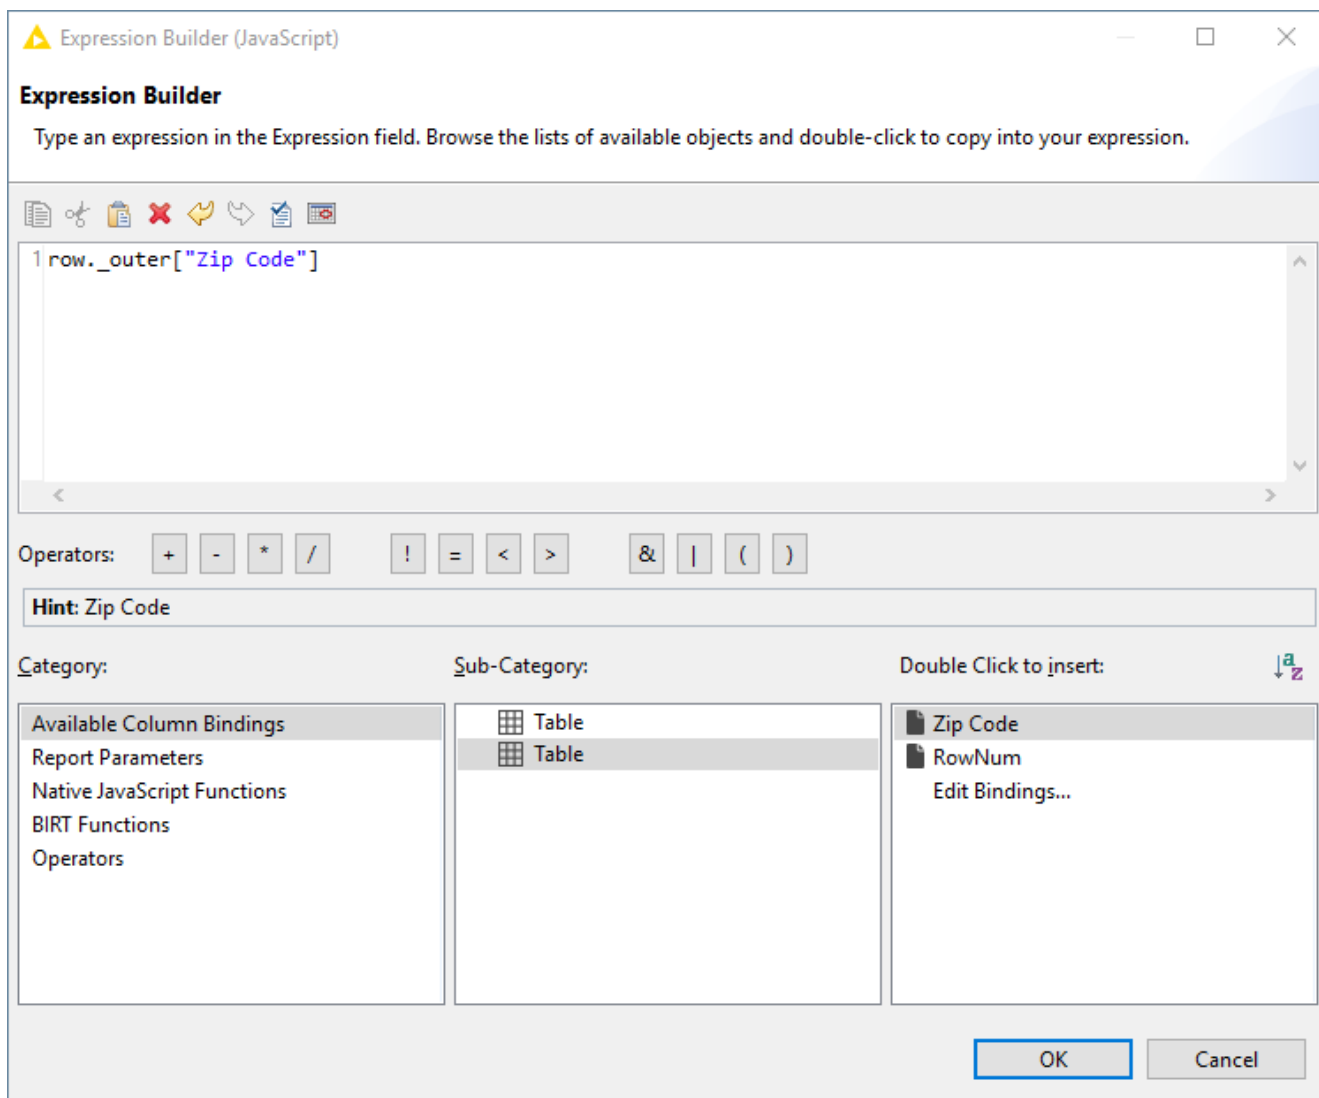 Expression Builder (JavaScript)
Expression Builder
Type an expression in the Expression field. Browse the lists of available objects and double-click to copy into your expression.
1 row._outer["Zip Code"]
Operators: + - * / ! = < > & | ( )
Hint: Zip Code
Category: Sub-Category: Double Click to insert: a z
Available Column Bindings Table Zip Code
Report Parameters Table RowNum
Native JavaScript Functions Edit Bindings...
BIRT Functions
Operators
OK Cancel